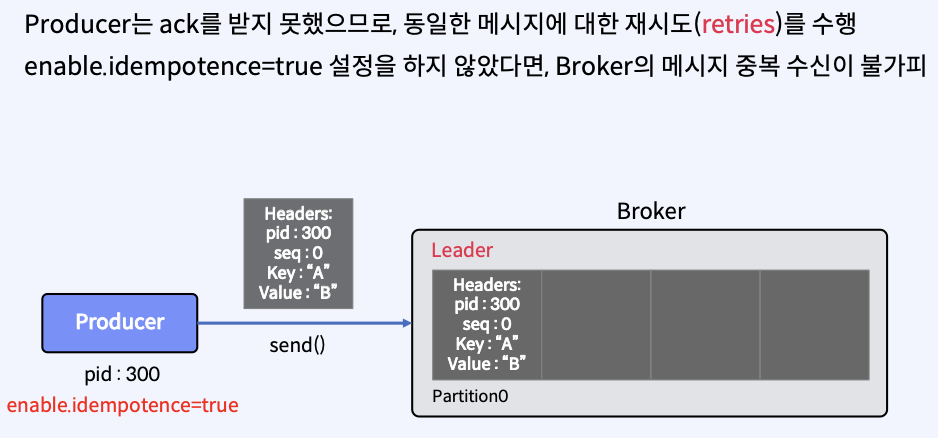 Producer는 ack를 받지 못했으므로, 동일한 메시지에 대한 재시도(retries)를 수행
enable.idempotence=true 설정을 하지 않았다면, Broker의 메시지 중복 수신이 불가피
Headers:
pid : 300
seq : 0
Key : “A”
Value : “B”
Broker
Leader
Headers:
pid : 300
seq : 0
Key : “A”
Value : “B”
Partition0
Producer
send()
pid : 300
enable.idempotence=true